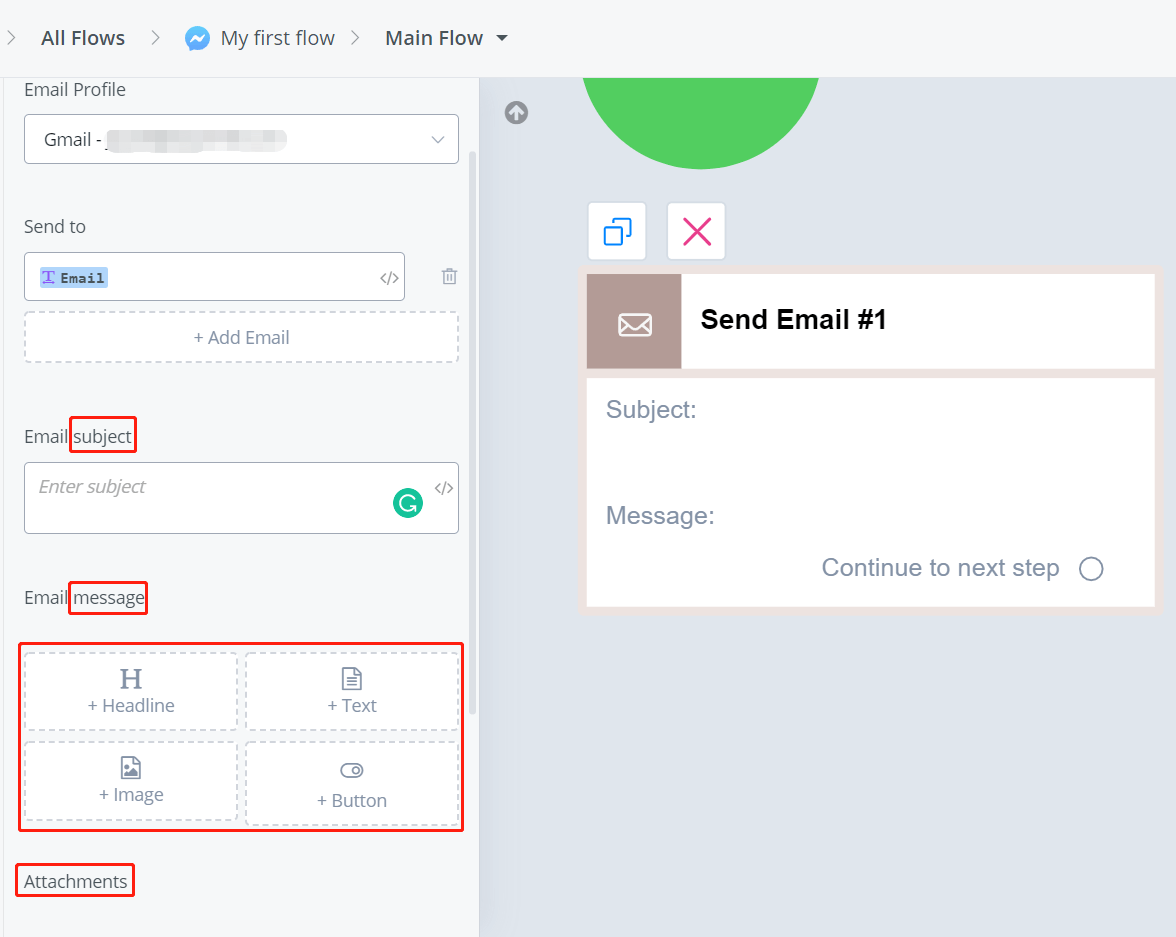 All Flows
My first flow
Main Flow
Email Profile
Gmail -
Send to
Email
</>
+ Add Email
Email subject
Enter subject
</>
Email message
H
+ Headline
+ Text
+ Image
+ Button
Attachments
Send Email #1
Subject:
Message:
Continue to next step